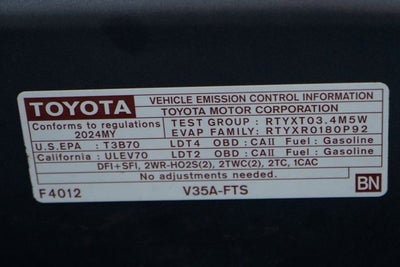 TOYOTA
VEHICLE EMISSION CONTROL INFORMATION
TOYOTA MOTOR CORPORATION
Conforms to regulations
2024MY
TEST GROUP : RTYXT03.4M5W
EVAP FAMILY: RTYXR0180P92
U.S.EPA : T3B70 LDT4 OBD : CAII Fuel : Gasoline
California : ULEV70 LDT2 OBD : CAII Fuel : Gasoline
DFI+SFI, 2WR-HO2S(2), 2TWC(2), 2TC, 1CAC
No adjustments needed.
F4012 V35A-FTS BN